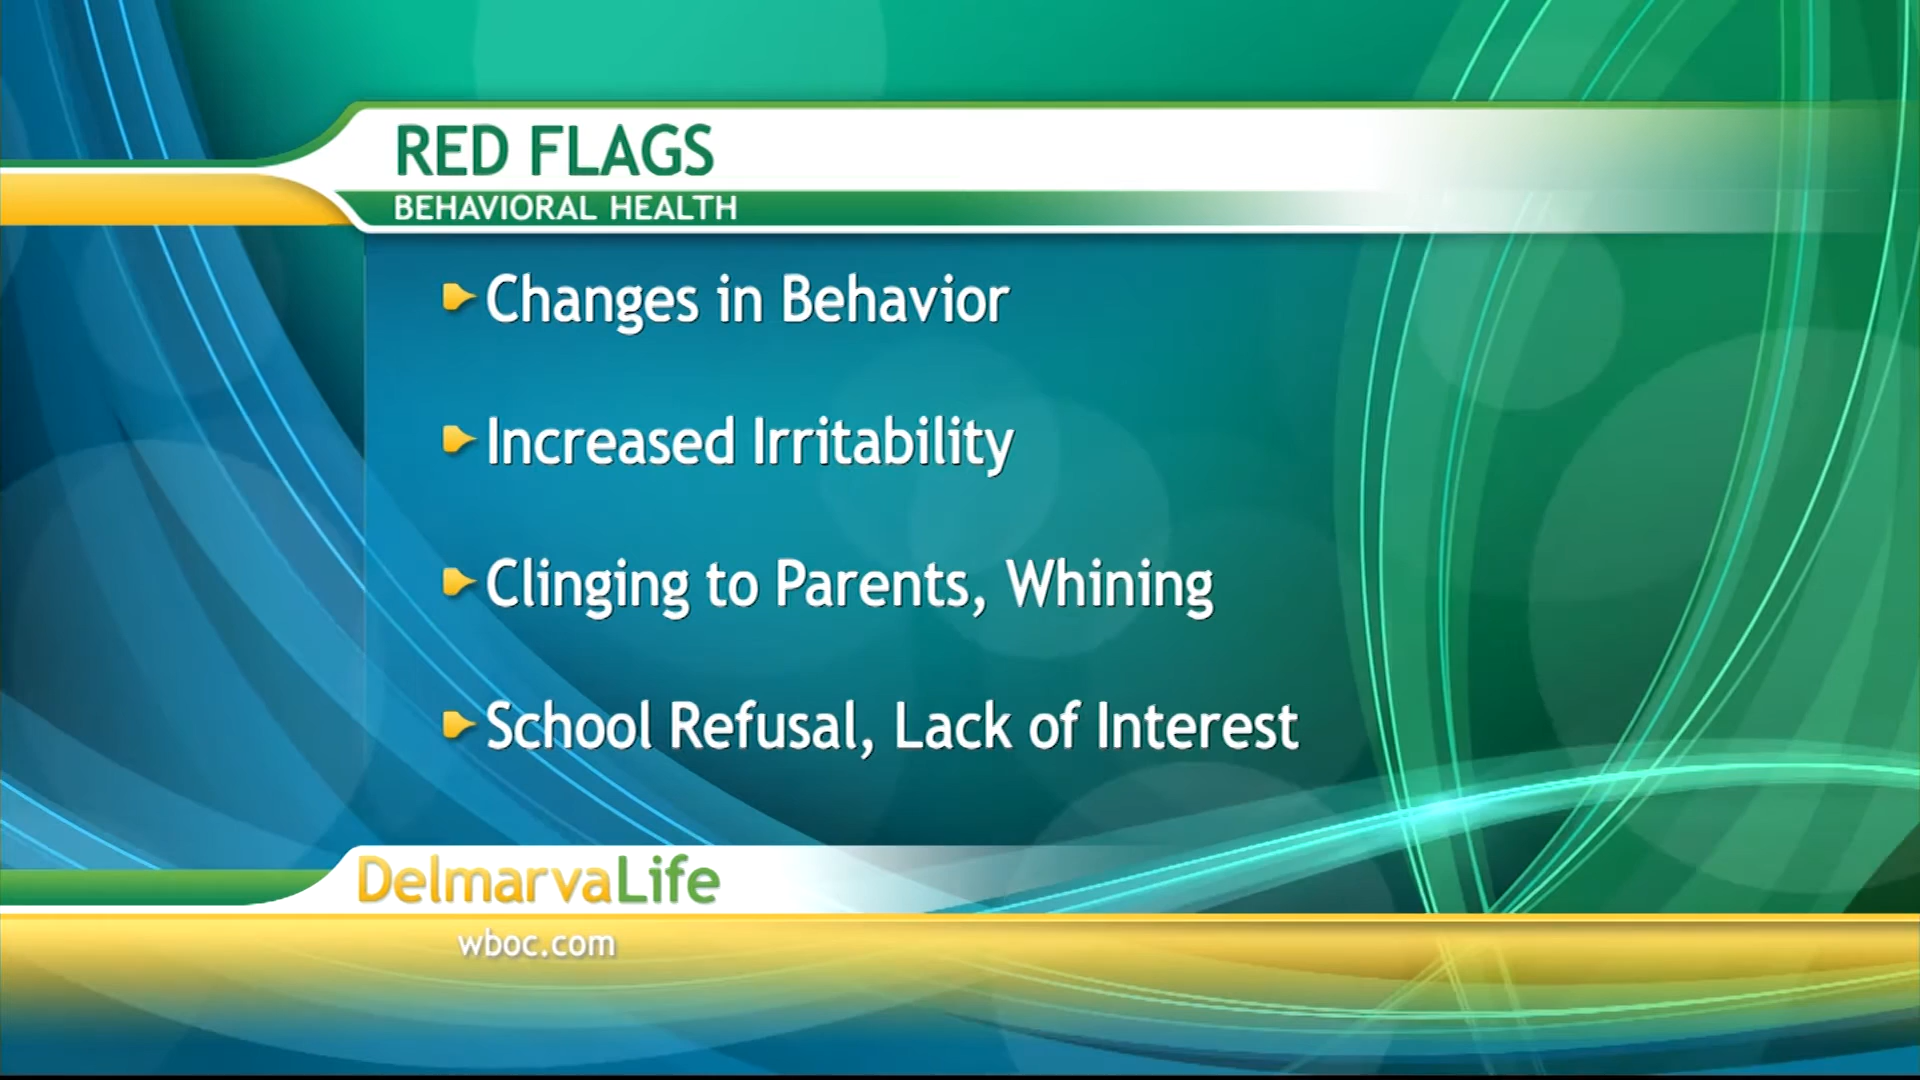 RED FLAGS
BEHAVIORAL HEALTH
Changes in Behavior
Increased Irritability
Clinging to Parents, Whining
School Refusal, Lack of Interest
DelmarvaLife
wboc.com